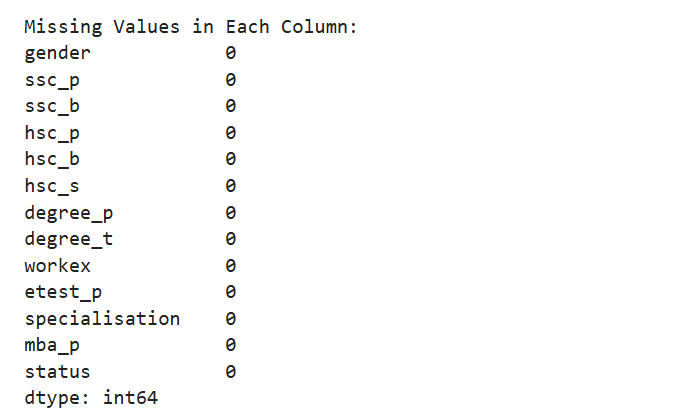 Missing Values in Each Column:
gender 0
ssc_p 0
ssc_b 0
hsc_p 0
hsc_b 0
hsc_s 0
degree_p 0
degree_t 0
workex 0
etest_p 0
specialisation 0
mba_p 0
status 0
dtype: int64